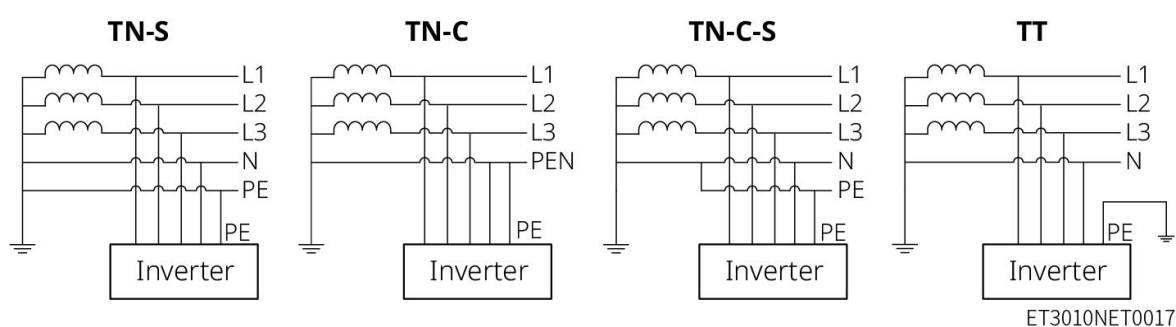 TN-S
TN-C
TN-C-S
TT
L1
L2
L3
N
PE
PE
Inverter
L1
L2
L3
PEN
PE
Inverter
L1
L2
L3
N
PE
PE
Inverter
L1
L2
L3
N
PE
Inverter
ET3010NET0017